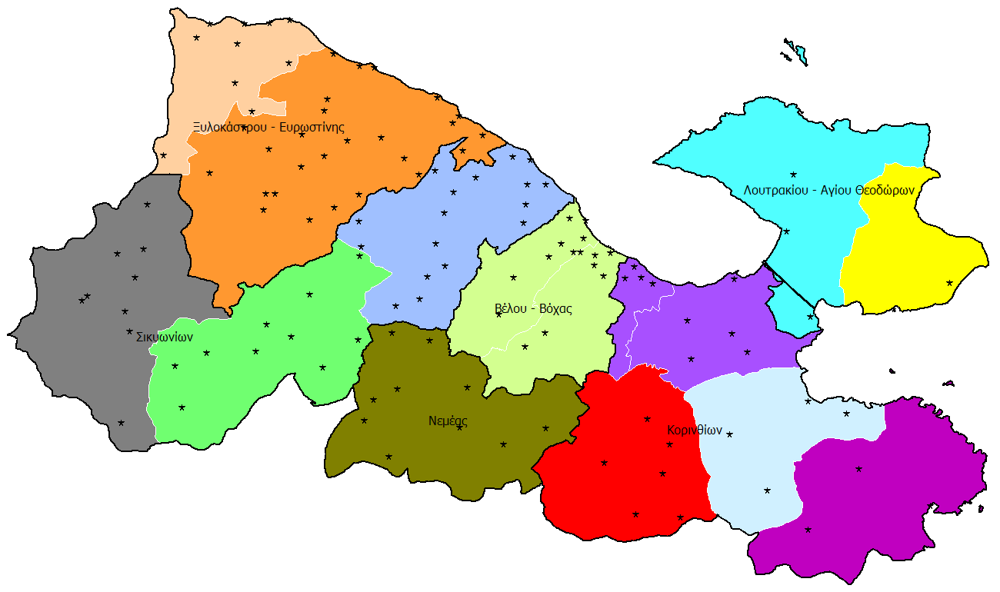 Ξυλοκάστρου - Ευρωστίνης
Λουτρακίου - Αγίου Θεοδώρων
Βέλου - Βόχας
Σικυωνίων
Νεμέας
Κορινθίων